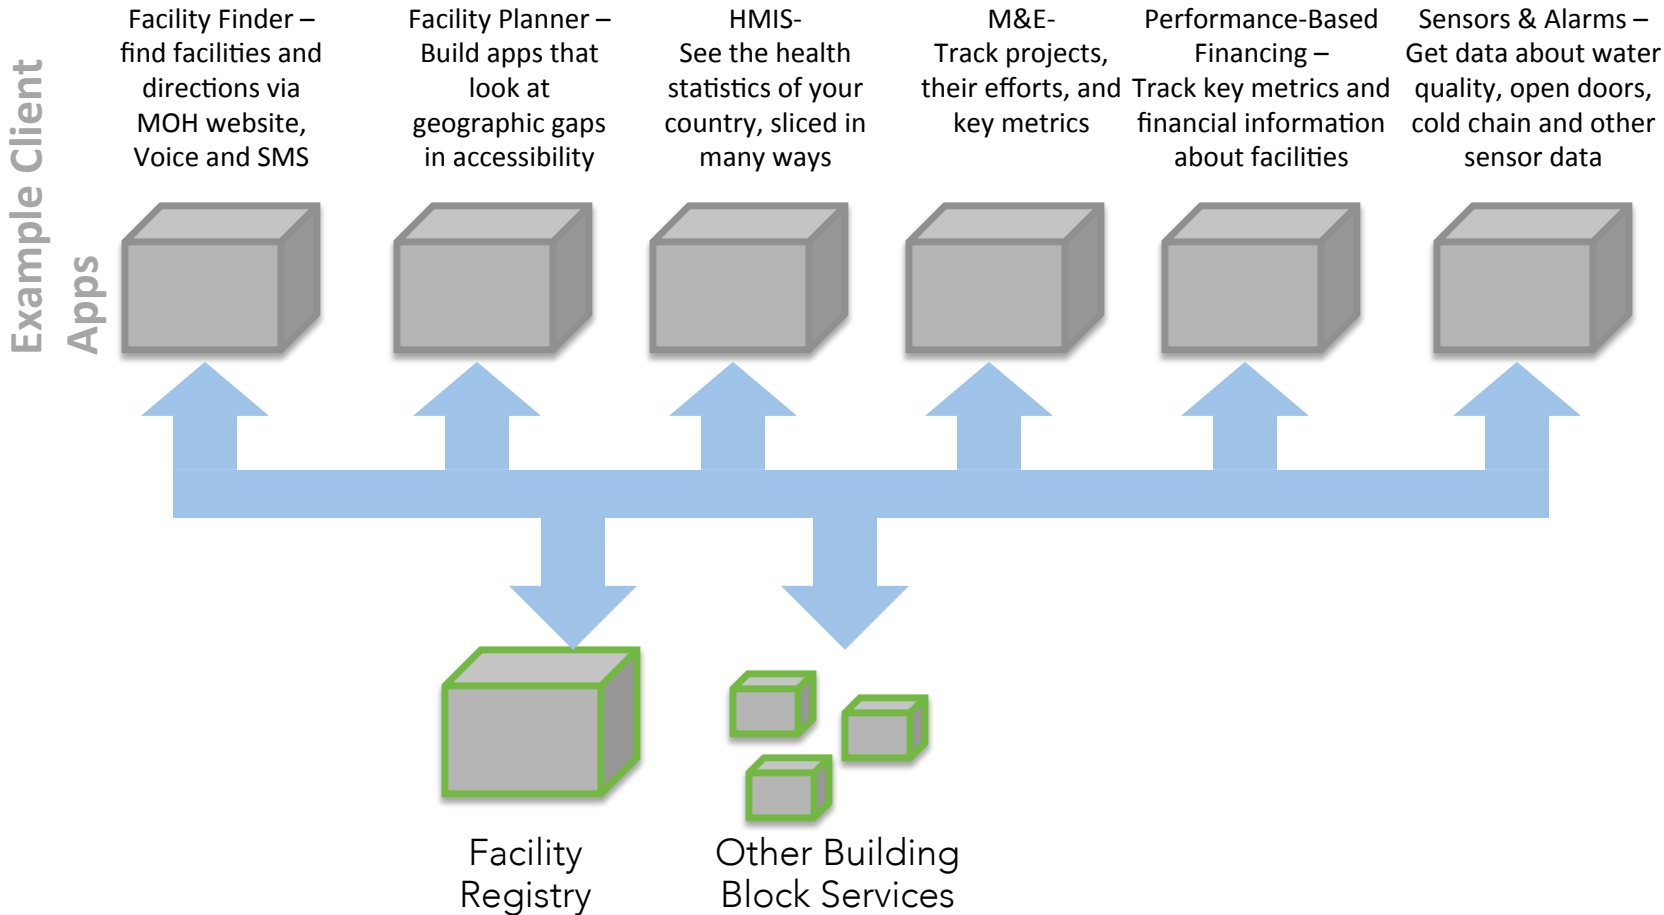 Example Client
Apps
Facility Finder –
find facilities and
directions via
MOH website,
Voice and SMS
Facility Planner –
Build apps that
look at
geographic gaps
in accessibility
HMIS-
See the health
statistics of your
country, sliced in
many ways
M&E-
Track projects,
their efforts, and
key metrics
Performance-Based
Financing –
Track key metrics and
financial information
about facilities
Sensors & Alarms –
Get data about water
quality, open doors,
cold chain and other
sensor data
Facility
Registry
Other Building
Block Services